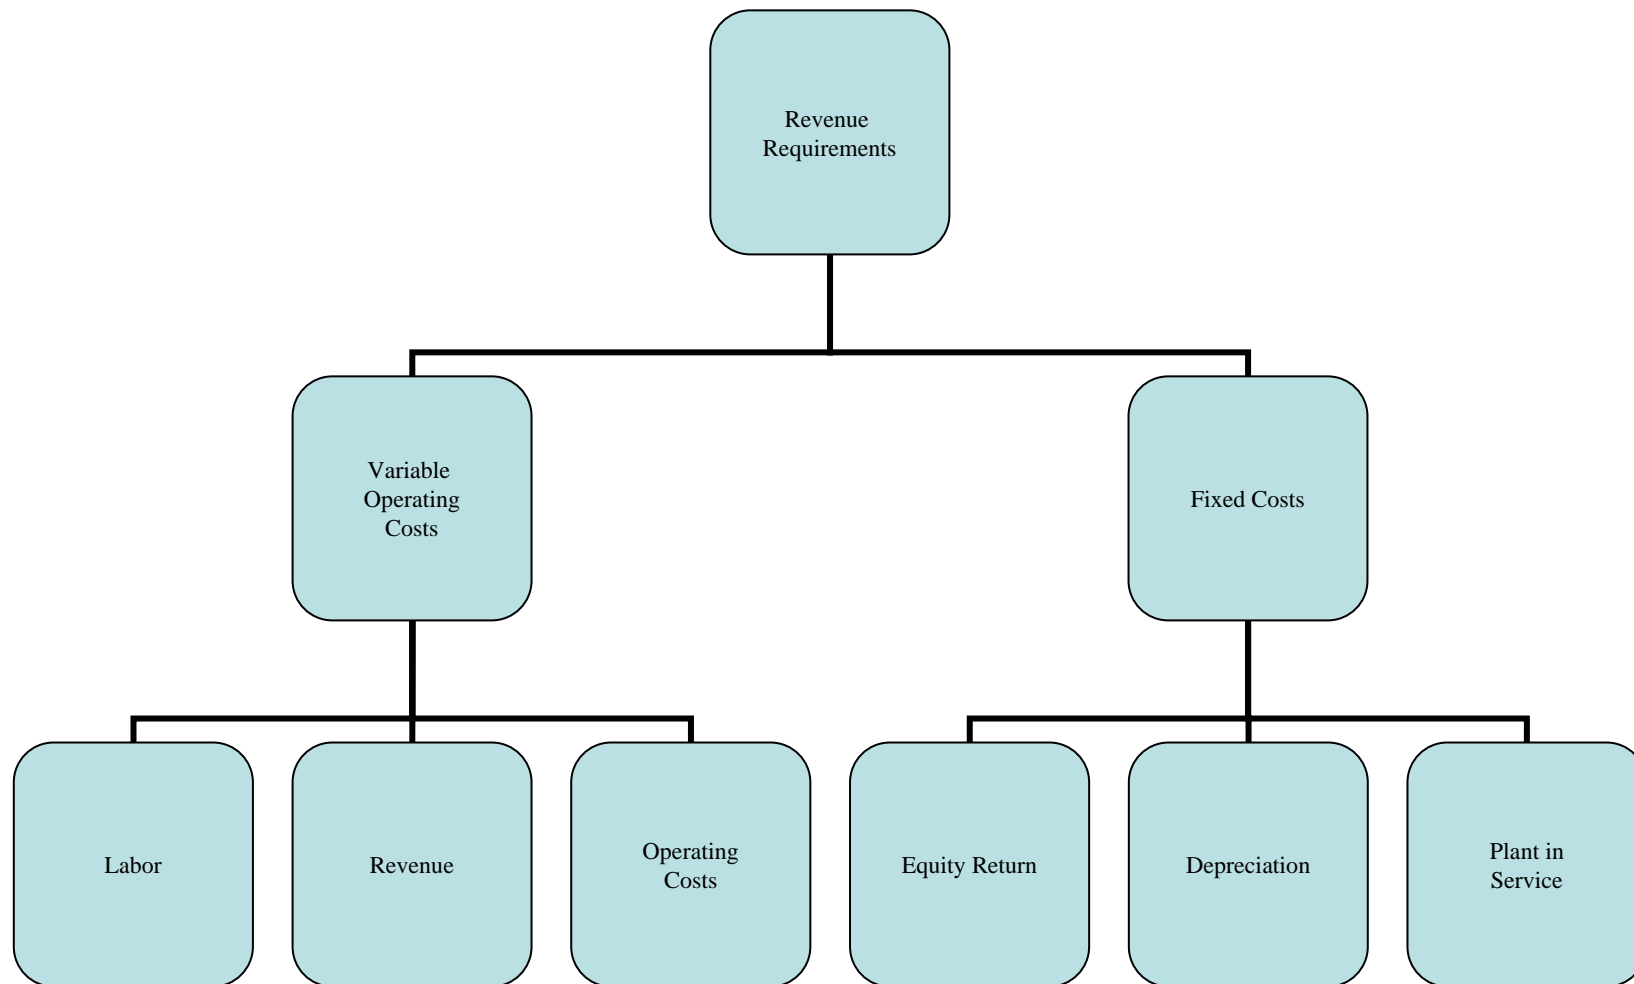 Revenue
Requirements
Variable
Operating
Costs
Fixed Costs
Labor
Revenue
Operating
Costs
Equity Return
Depreciation
Plant in
Service